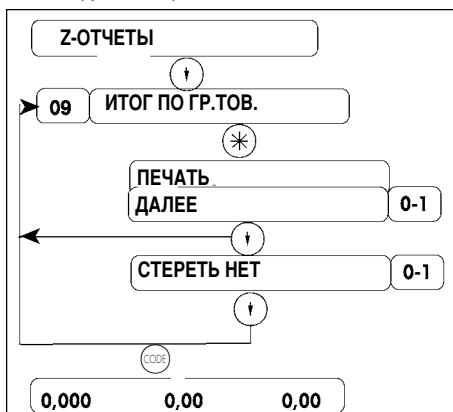 Z-ОТЧЕТЫ
09 ИТОГ ПО ГР.ТОВ.
ПЕЧАТЬ
ДАЛЕЕ 0-1
СТЕРЕТЬ НЕТ 0-1
CODE
0,000 0,00 0,00